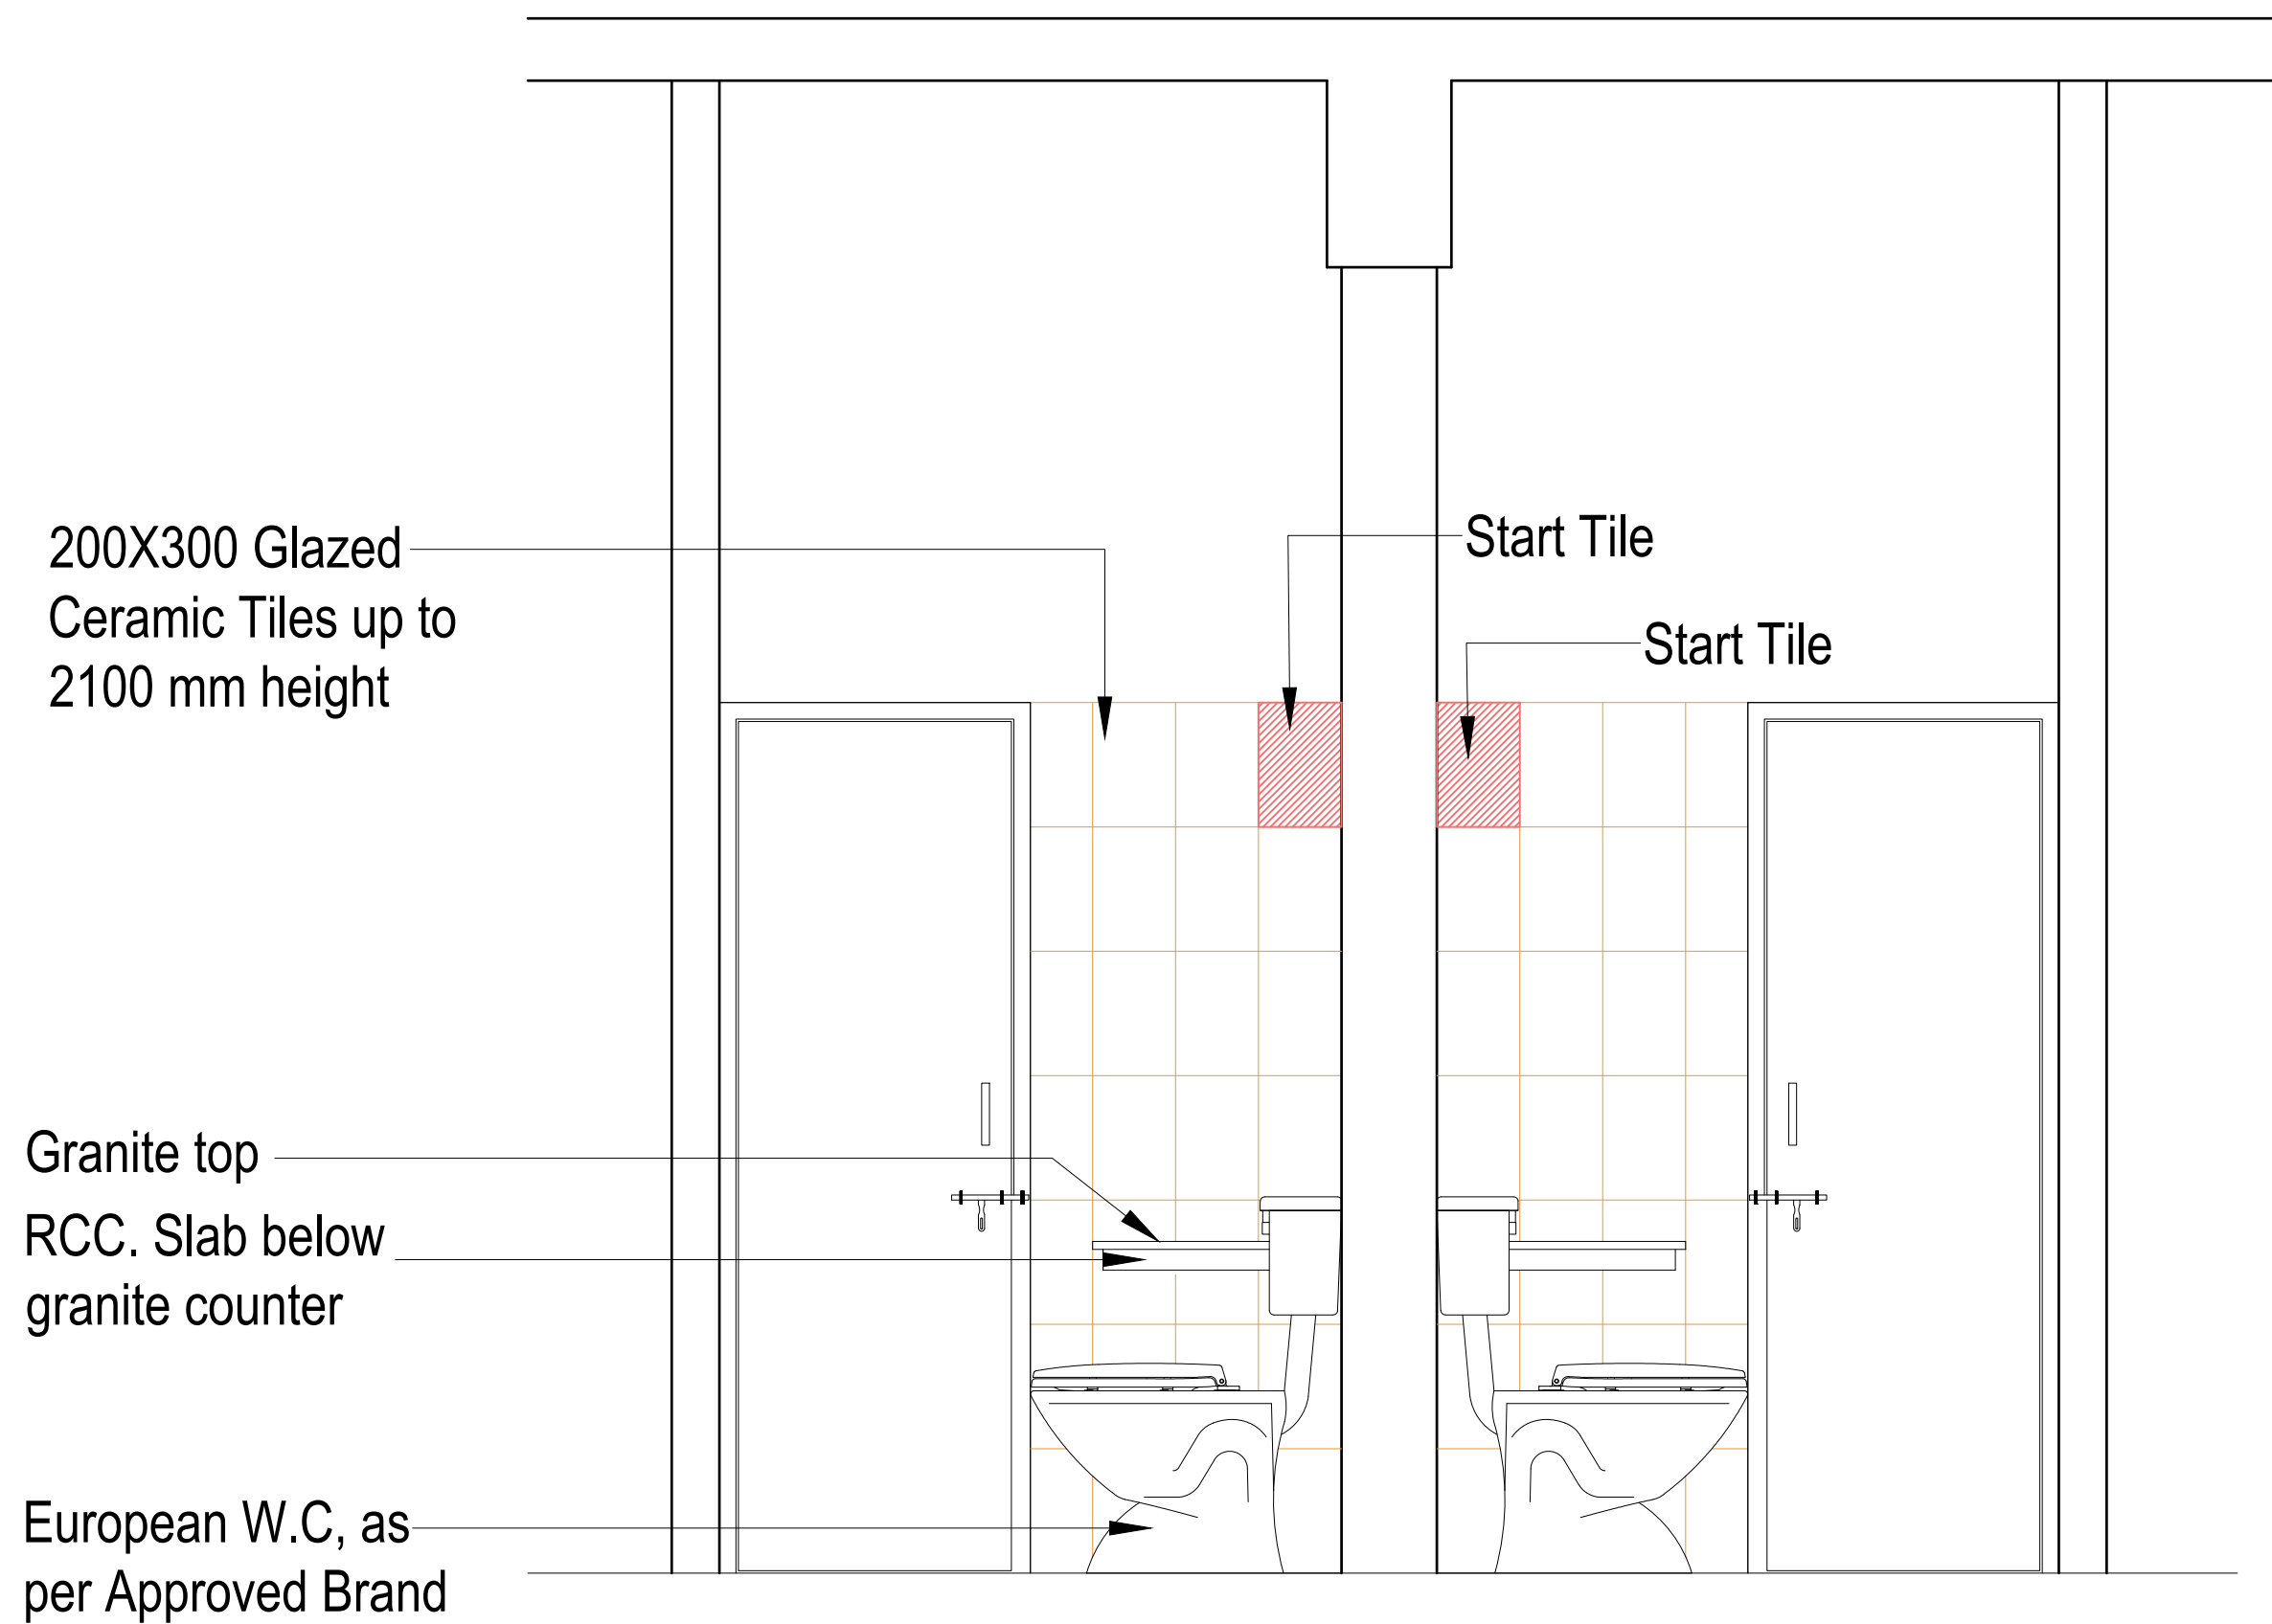 200X300 Glazed
Ceramic Tiles up to
2100 mm height
Start Tile
Start Tile
Granite top
RCC. Slab below
granite counter
European W.C, as
per Approved Brand